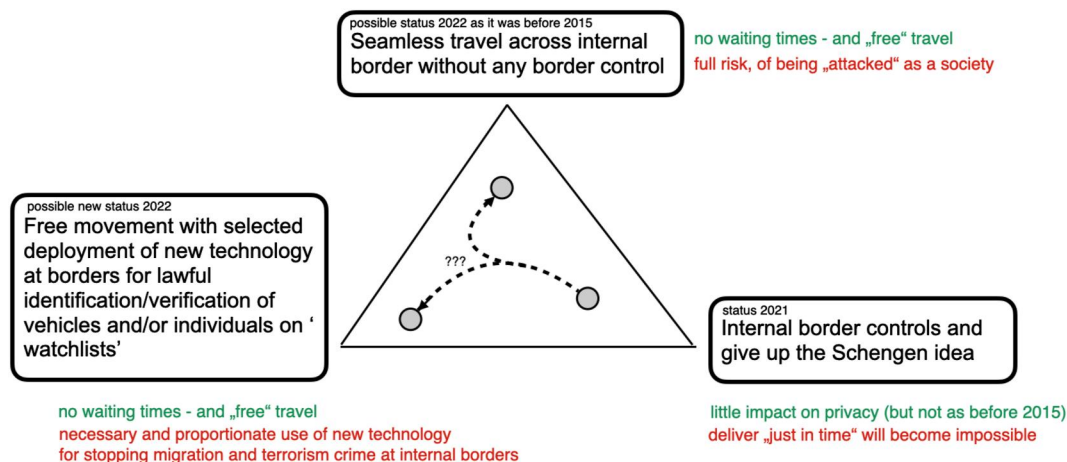 possible status 2022 as it was before 2015
Seamless travel across internal
border without any border control
no waiting times - and „free“ travel
full risk, of being „attacked“ as a society
possible new status 2022
Free movement with selected
deployment of new technology
at borders for lawful
identification/verification of
vehicles and/or individuals on ‘
watchlists’
???
status 2021
Internal border controls and
give up the Schengen idea
no waiting times - and „free“ travel
necessary and proportionate use of new technology
for stopping migration and terrorism crime at internal borders
little impact on privacy (but not as before 2015)
deliver „just in time“ will become impossible